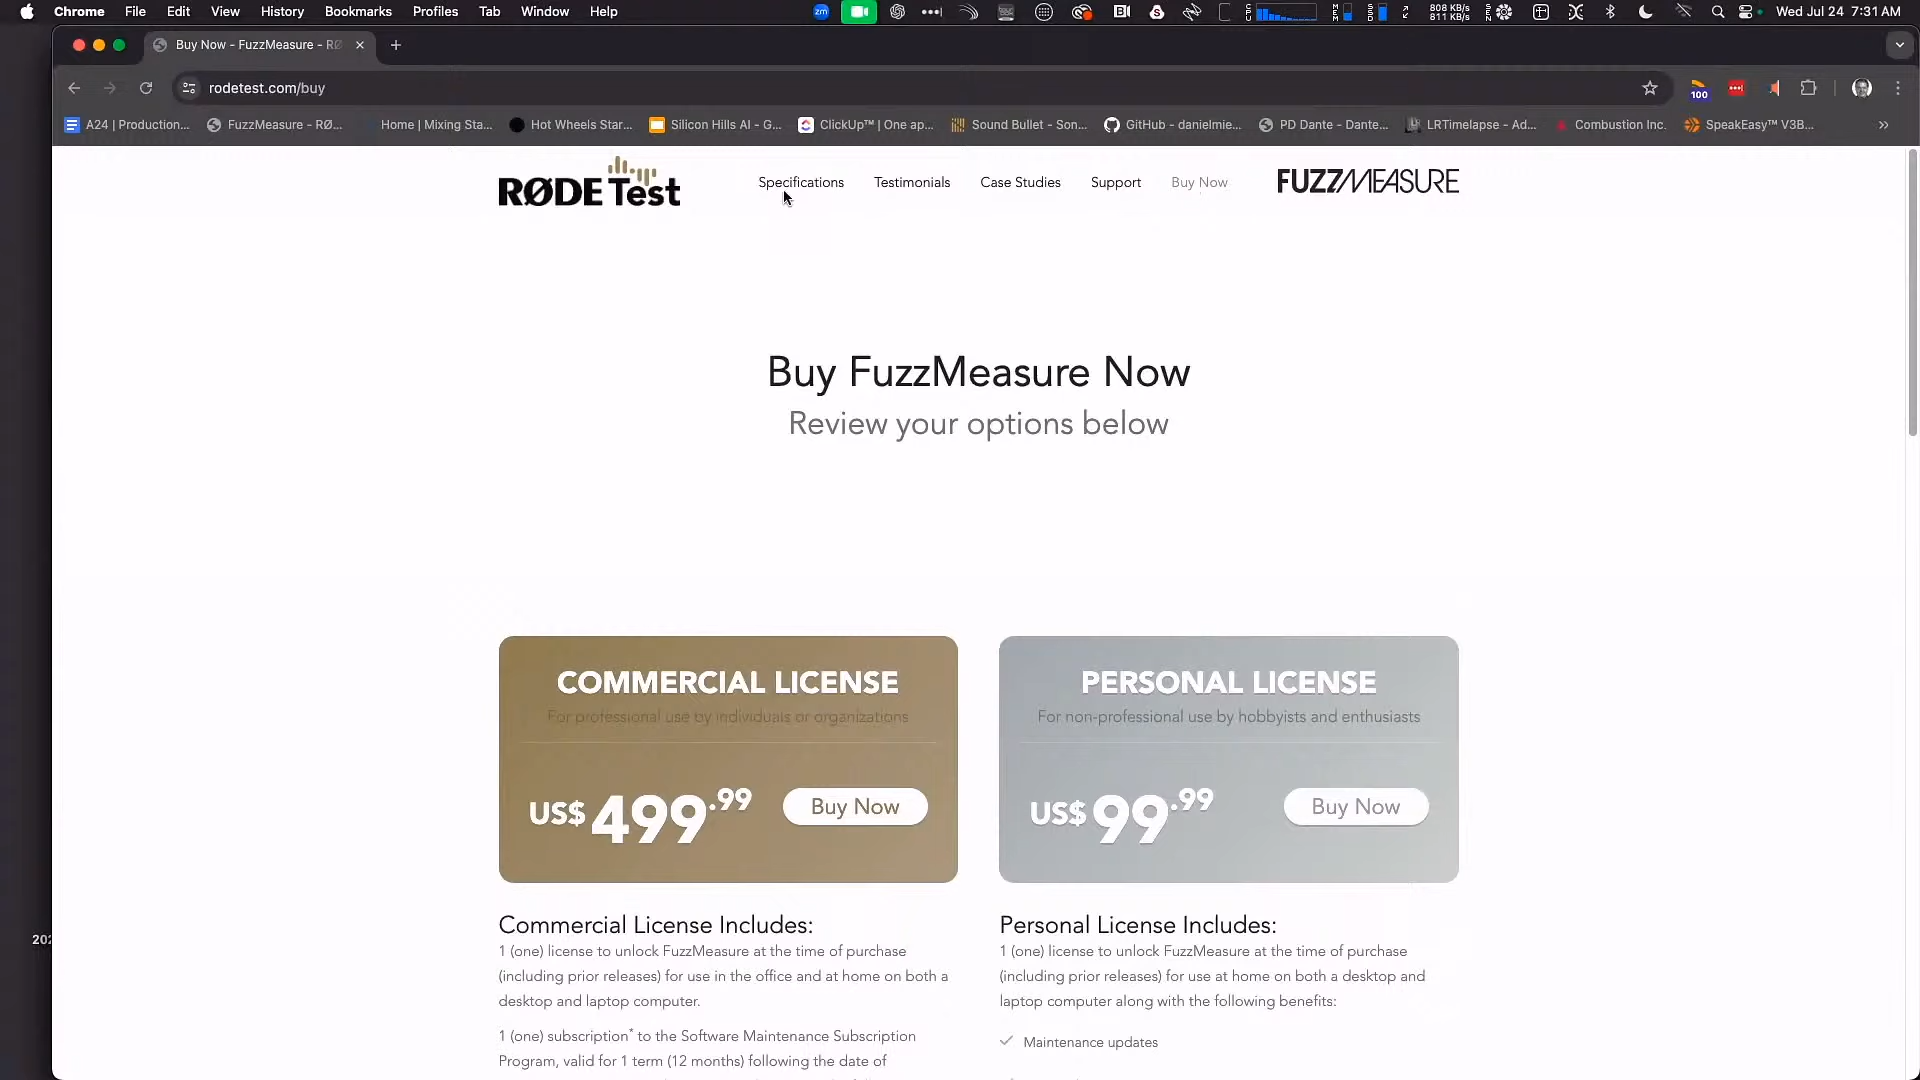 Chrome File Edit View History Bookmarks Profiles Tab Window Help
zm
808 KB/s
811 KB/s
Wed Jul 24 7:31 AM
Buy Now - FuzzMeasure - RØ
rodetest.com/buy
100
A24 | Production...
FuzzMeasure - RØ...
Home | Mixing Sta...
Hot Wheels Star...
Silicon Hills AI - G...
ClickUp™ | One ap...
Sound Bullet - Son...
GitHub - danielmie...
PD Dante - Dante...
LRTimelapse - Ad...
Combustion Inc.
SpeakEasy™ V3B...
RØDE Test
Specifications
Testimonials
Case Studies
Support
Buy Now
FUZZMEASURE
Buy FuzzMeasure Now
Review your options below
COMMERCIAL LICENSE
For professional use by individuals or organizations
US$ 499.99
Buy Now
PERSONAL LICENSE
For non-professional use by hobbyists and enthusiasts
US$ 99.99
Buy Now
Commercial License Includes:
1 (one) license to unlock FuzzMeasure at the time of purchase
(including prior releases) for use in the office and at home on both a
desktop and laptop computer.
1 (one) subscription* to the Software Maintenance Subscription
Program, valid for 1 term (12 months) following the date of
Personal License Includes:
1 (one) license to unlock FuzzMeasure at the time of purchase
(including prior releases) for use at home on both a desktop and
laptop computer along with the following benefits:
Maintenance updates